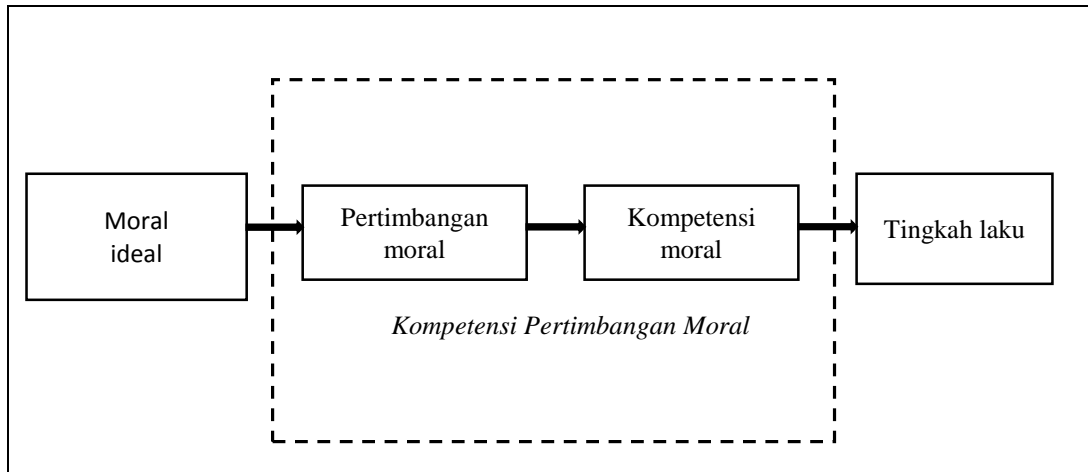 Moral
ideal
Pertimbangan
moral
Kompetensi
moral
Tingkah laku
Kompetensi Pertimbangan Moral